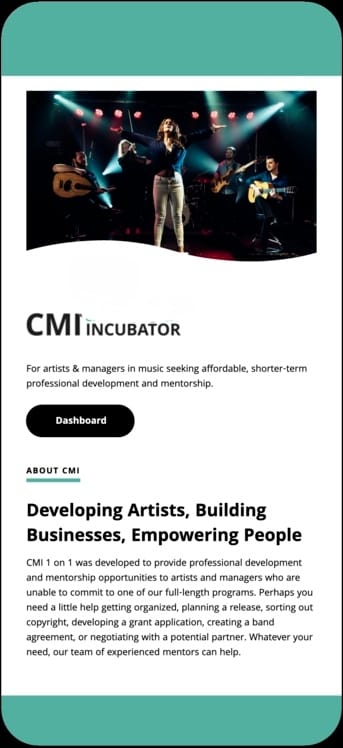 CMI INCUBATOR
For artists & managers in music seeking affordable, shorter-term
professional development and mentorship.
Dashboard
ABOUT CMI
Developing Artists, Building
Businesses, Empowering People
CMI 1 on 1 was developed to provide professional development
and mentorship opportunities to artists and managers who are
unable to commit to one of our full-length programs. Perhaps you
need a little help getting organized, planning a release, sorting out
copyright, developing a grant application, creating a band
agreement, or negotiating with a potential partner. Whatever your
need, our team of experienced mentors can help.